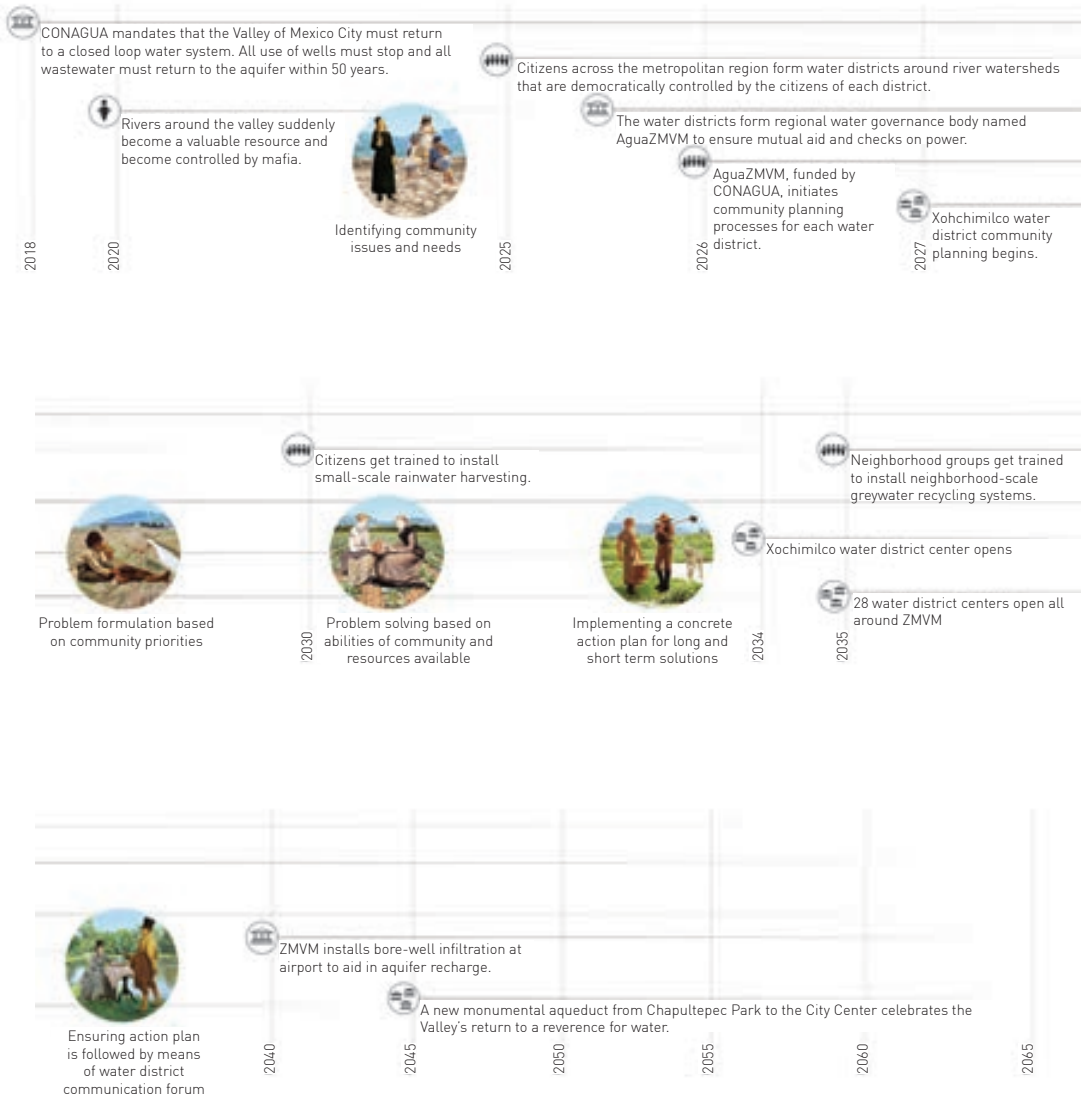 CONAGUA mandates that the Valley of Mexico City must return
to a closed loop water system. All use of wells must stop and all
wastewater must return to the aquifer within 50 years.
Citizens across the metropolitan region form water districts around river watersheds
that are democratically controlled by the citizens of each district.
Rivers around the valley suddenly
become a valuable resource and
become controlled by mafia.
The water districts form regional water governance body named
AguaZMVM to ensure mutual aid and checks on power.
AguaZMVM, funded by
CONAGUA, initiates
community planning
processes for each water
district.
Xohchimilco water
district community
planning begins.
Identifying community
issues and needs
2018
2020
2025
2026
2027
Citizens get trained to install
small-scale rainwater harvesting.
Neighborhood groups get trained
to install neighborhood-scale
greywater recycling systems.
Xochimilco water district center opens
28 water district centers open all
around ZMVM
Problem formulation based
on community priorities
Problem solving based on
abilities of community and
resources available
Implementing a concrete
action plan for long and
short term solutions
2030
2034
2035
ZMVM installs bore-well infiltration at
airport to aid in aquifer recharge.
A new monumental aqueduct from Chapultepec Park to the City Center celebrates the
Valley's return to a reverence for water.
Ensuring action plan
is followed by means
of water district
communication forum
2040
2045
2050
2055
2060
2065